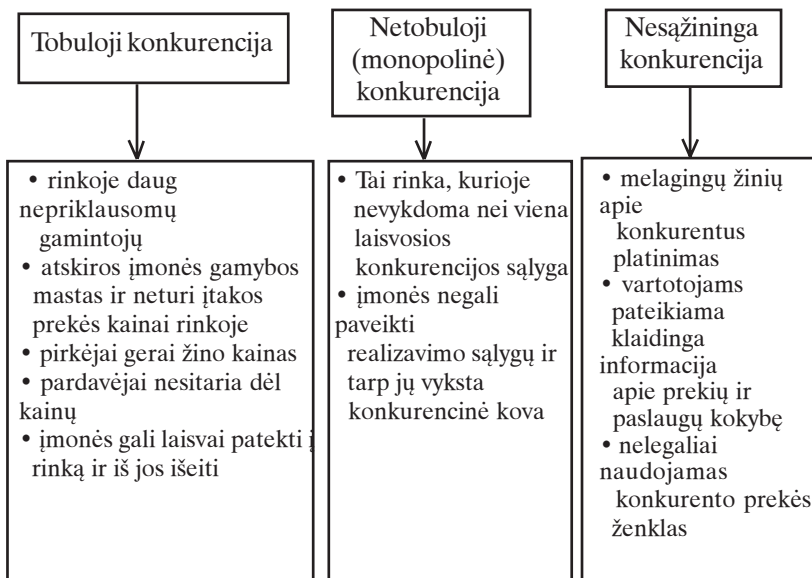 Tobuloji konkurencija
• rinkoje daug
nepriklausomų
gamintojų
• atskiros įmonės gamybos
mastas ir neturi įtakos
prekės kainai rinkoje
• pirkėjai gerai žino kainas
• pardavėjai nesitaria dėl
kainų
• įmonės gali laisvai patekti į
rinką ir iš jos išeiti
Netobuloji
(monopolinė)
konkurencija
• Tai rinka, kurioje
nevykdoma nei viena
laisvosios
konkurencijos sąlyga
• įmonės negali
paveikti
realizavimo sąlygų ir
tarp jų vyksta
konkurencinė kova
Nesąžininga
konkurencija
• melagingų žinių
apie
konkurentus
platinimas
• vartotojams
pateikiama
klaidinga
informacija
apie prekių ir
paslaugų kokybę
• nelegaliai
naudojamas
konkurento prekės
ženklas